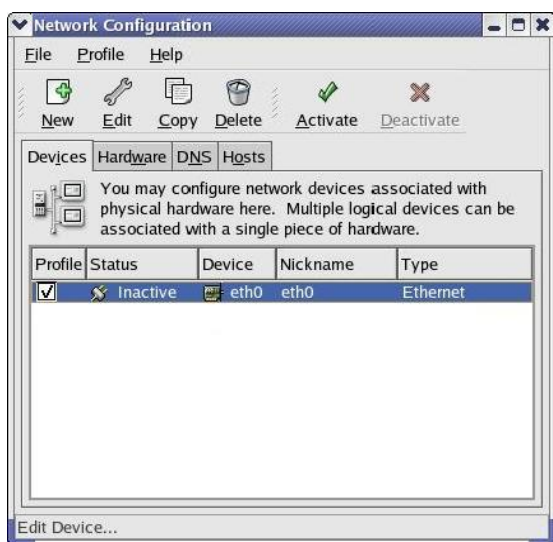 Network Configuration
File Profile Help
New Edit Copy Delete Activate Deactivate
Devices Hardware DNS Hosts
You may configure network devices associated with
physical hardware here. Multiple logical devices can be
associated with a single piece of hardware.
Profile Status Device Nickname Type
Inactive eth0 eth0 Ethernet
Edit Device...